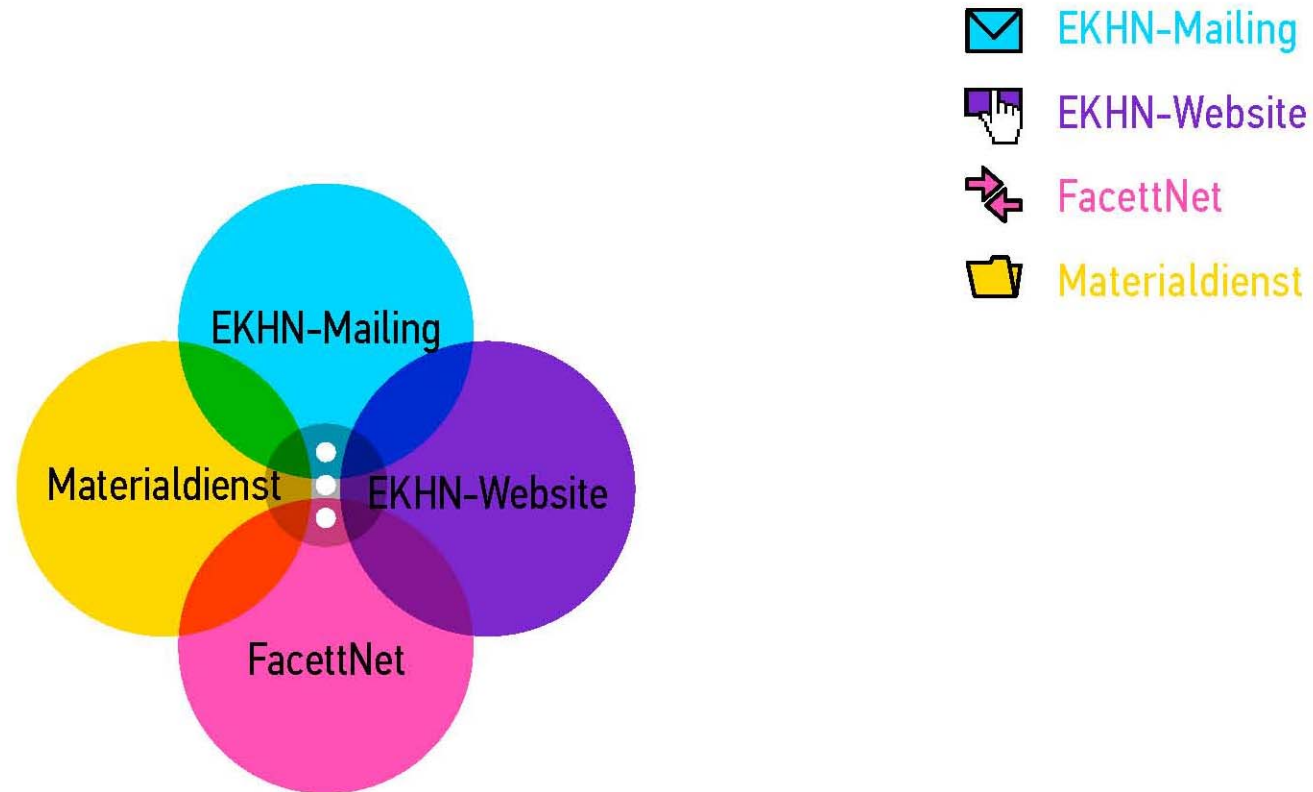 EKHN-Mailing
EKHN-Website
FacettNet
Materialdienst
EKHN-Mailing
Materialdienst
EKHN-Website
FacettNet